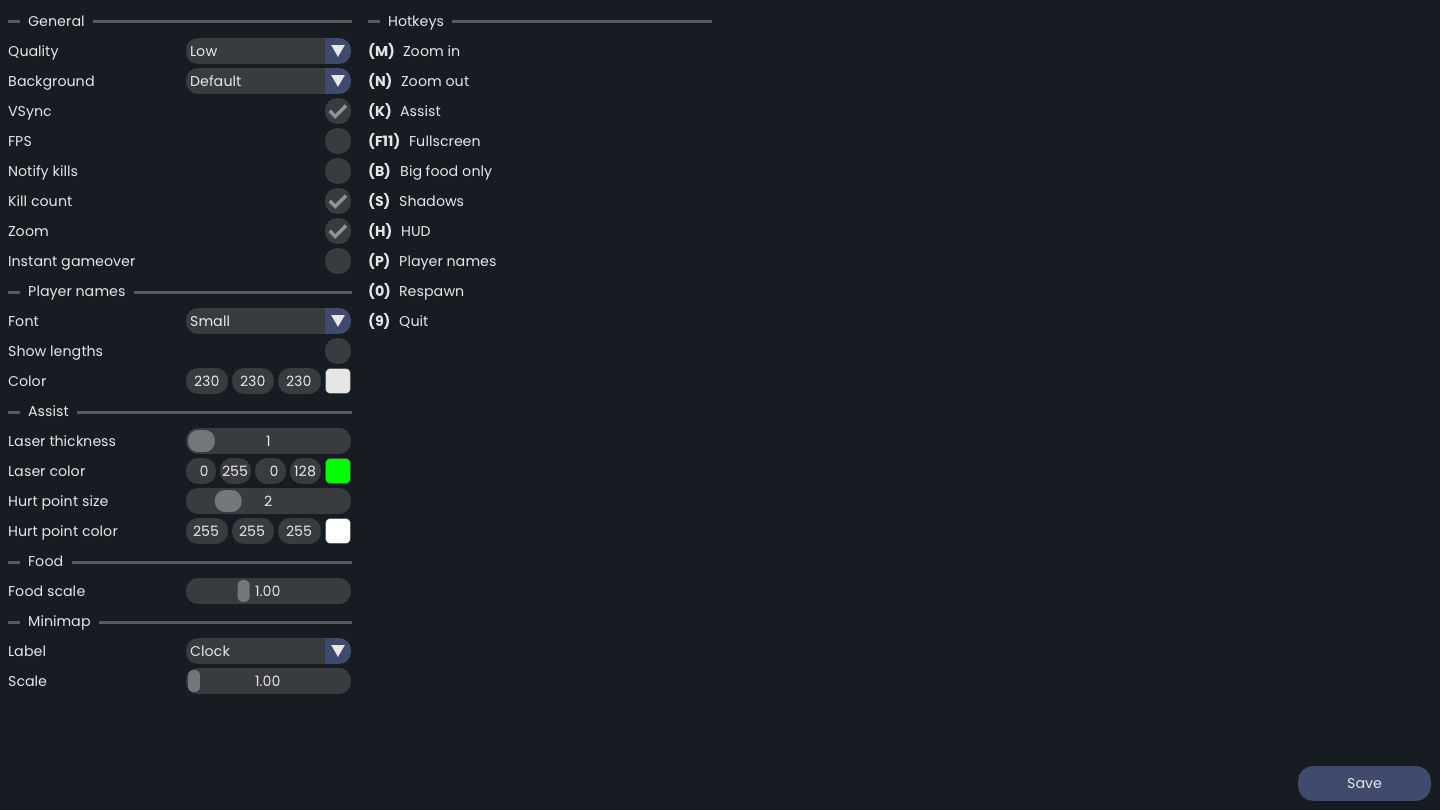 General
Quality Low
Background Default
VSync
FPS
Notify kills
Kill count
Zoom
Instant gameover
Player names
Font Small
Show lengths
Color 230 230 230
Assist
Laser thickness 1
Laser color 0 255 0 128
Hurt point size 2
Hurt point color 255 255 255
Food
Food scale 1.00
Minimap
Label Clock
Scale 1.00
Hotkeys
(M) Zoom in
(N) Zoom out
(K) Assist
(F11) Fullscreen
(B) Big food only
(S) Shadows
(H) HUD
(P) Player names
(0) Respawn
(9) Quit
Save